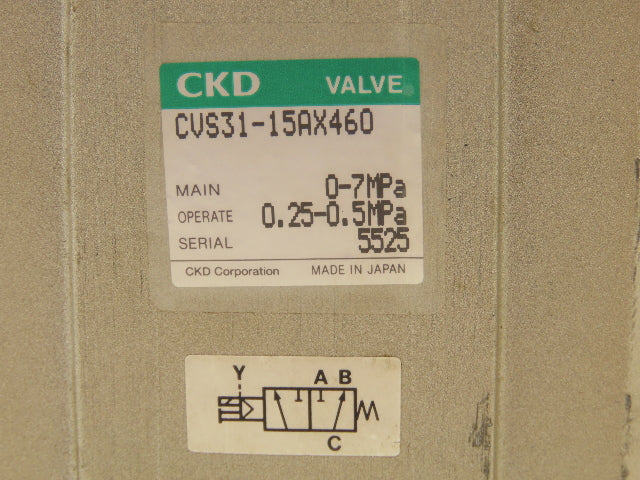 CKD VALVE
CVS31-15AX460
MAIN 0-7MPa
OPERATE 0.25-0.5MPa
SERIAL 5525
CKD Corporation MADE IN JAPAN
Y A B
C